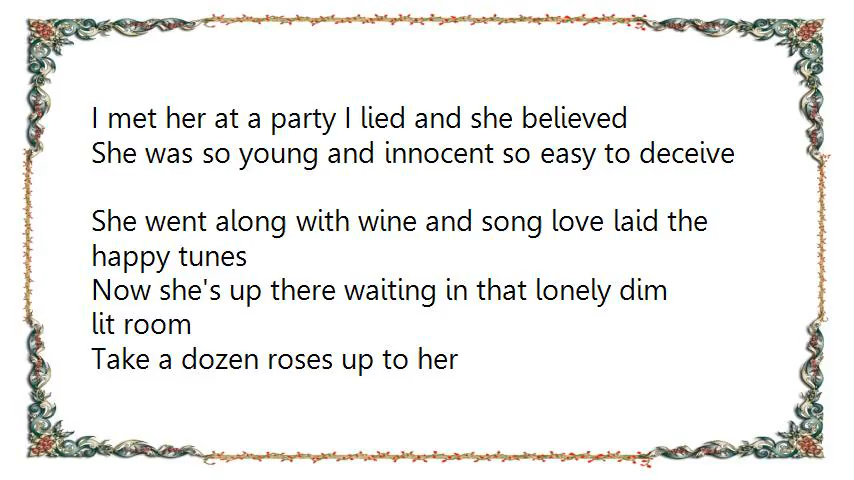 I met her at a party I lied and she believed
She was so young and innocent so easy to deceive
She went along with wine and song love laid the
happy tunes
Now she's up there waiting in that lonely dim
lit room
Take a dozen roses up to her